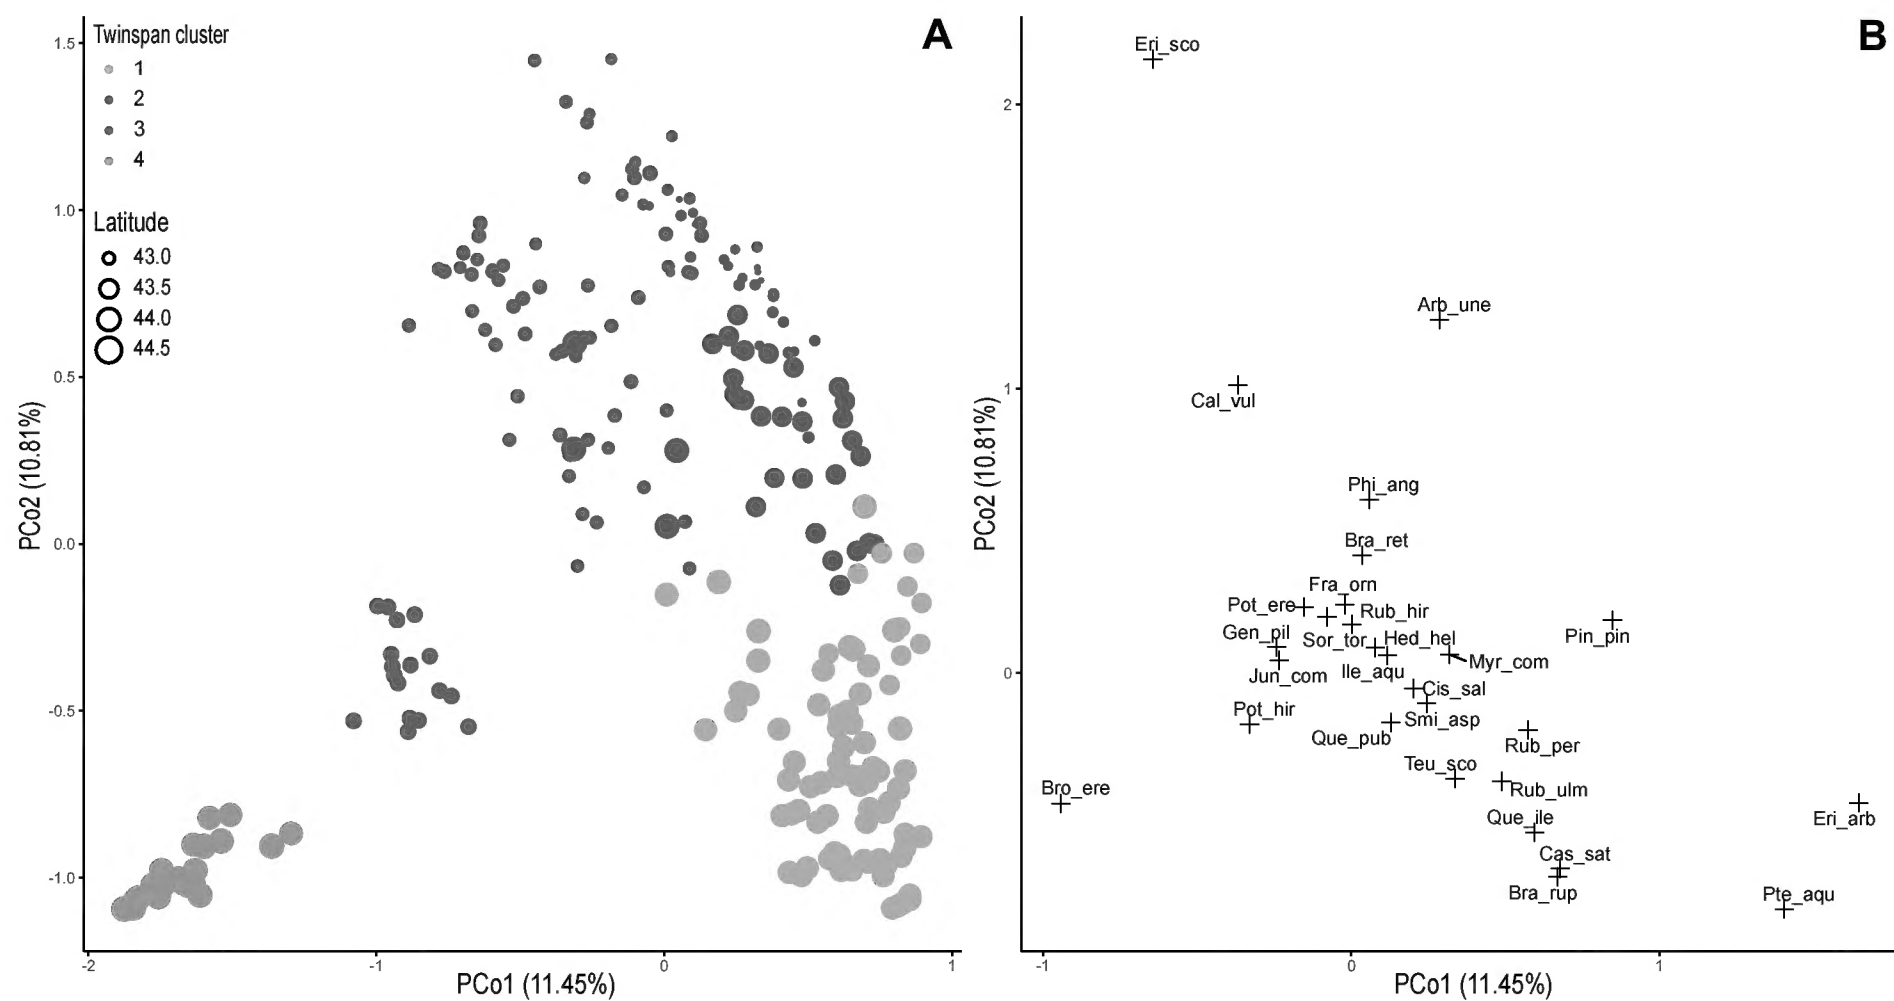 A
Twinspan cluster
1
2
3
4
Latitude
43.0
43.5
44.0
44.5
1.5
1.0
0.5
0.0
-0.5
-1.0
PCo2 (10.81%)
-2
-1
0
1
PCo1 (11.45%)
B
Eri_sco
Arb_une
Cal_vul
Phi_ang
Bra_ret
Fra_orn
Pot_ere
Rub_hir
Gen_pil
Sor_tor
Hed_hel
Pin_pin
Jun_com
Ile_aqu
Myr_com
Cis_sal
Pot_hir
Smi_asp
Que_pub
Rub_per
Teu_sco
Bro_ere
Rub_ulm
Que_ile
Eri_arb
Cas_sat
Bra_rup
Pte_aqu
2
1
0
PCo2 (10.81%)
-1
0
1
PCo1 (11.45%)